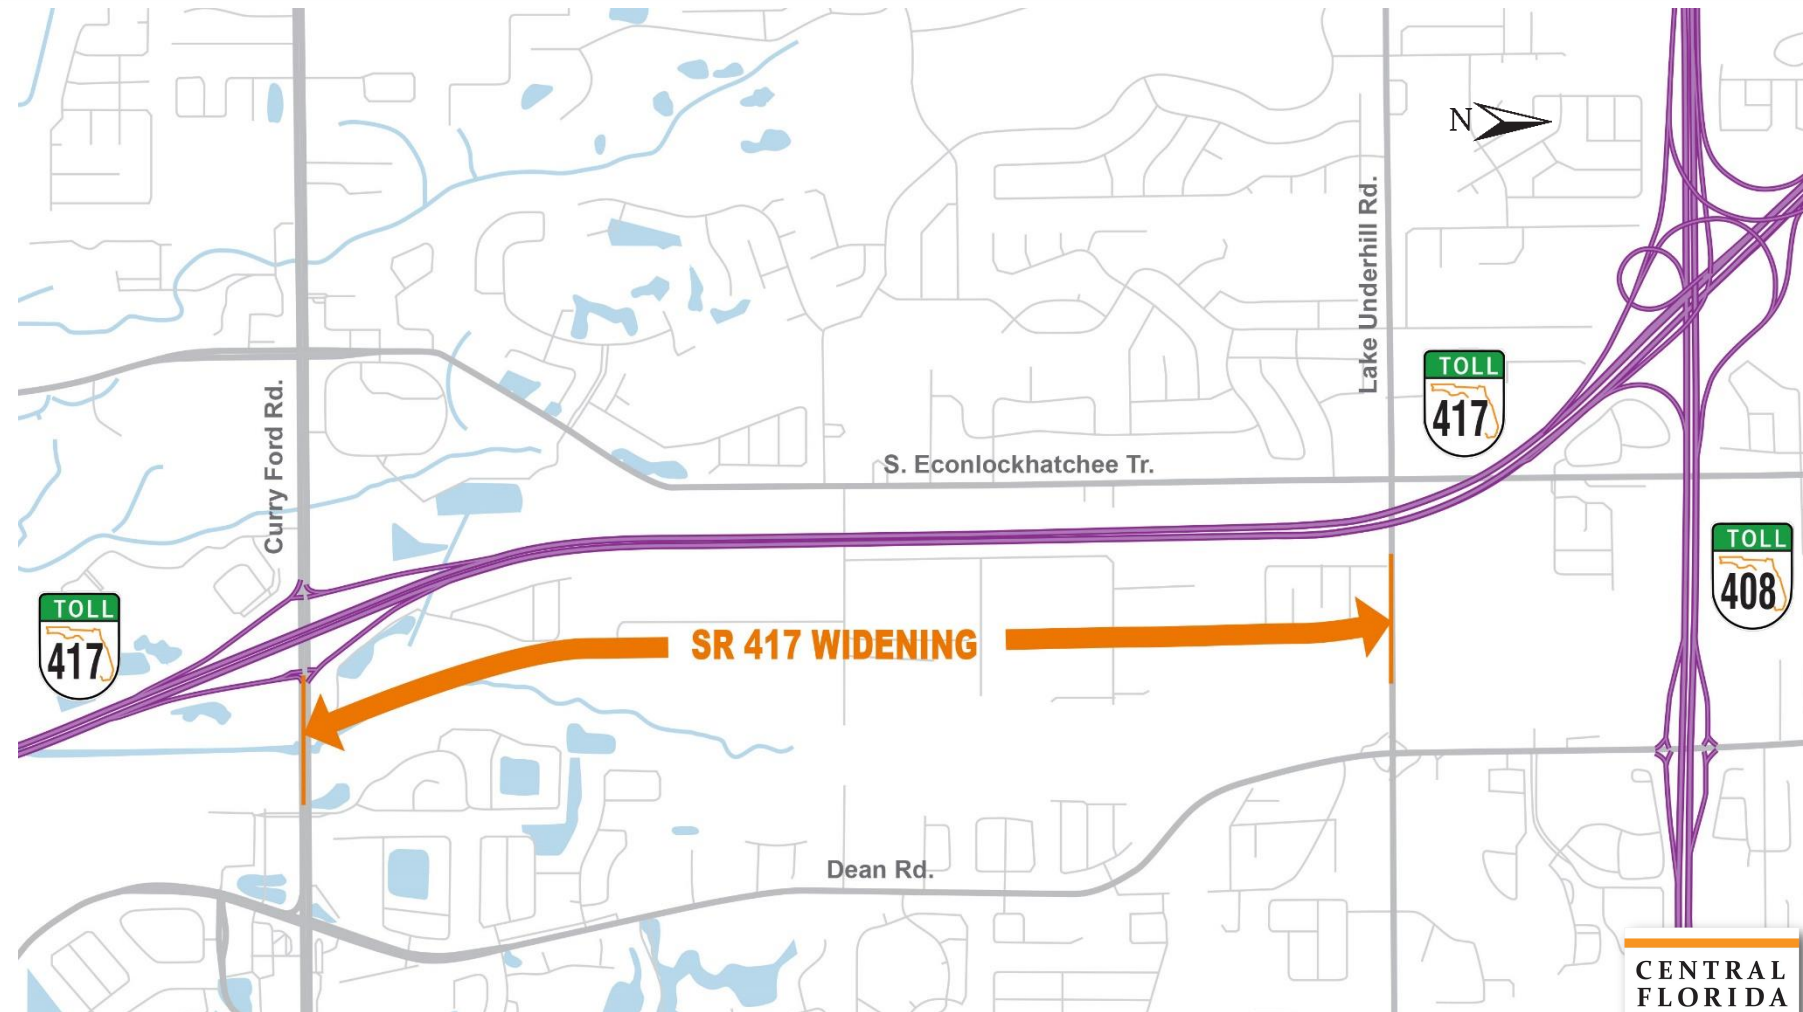 N
Lake Underhill Rd.
TOLL
417
Curry Ford Rd.
S. Econlockhatchee Tr.
TOLL
408
TOLL
417
SR 417 WIDENING
Dean Rd.
CENTRAL
FLORIDA